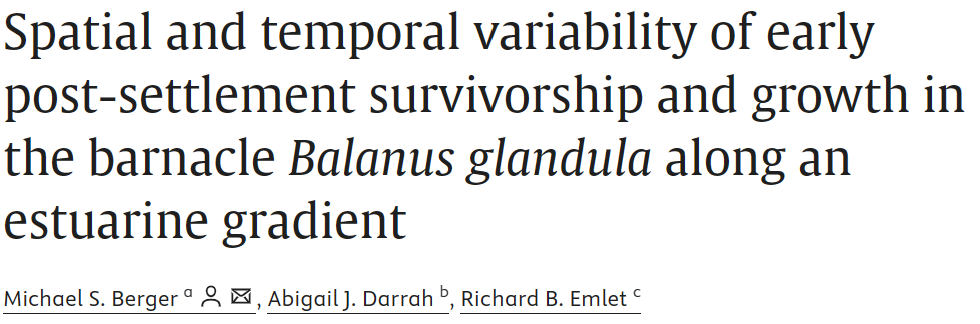 Spatial and temporal variability of early
post-settlement survivorship and growth in
the barnacle Balanus glandula along an
estuarine gradient
Michael S. Berger a, Abigail J. Darrah b, Richard B. Emlet c